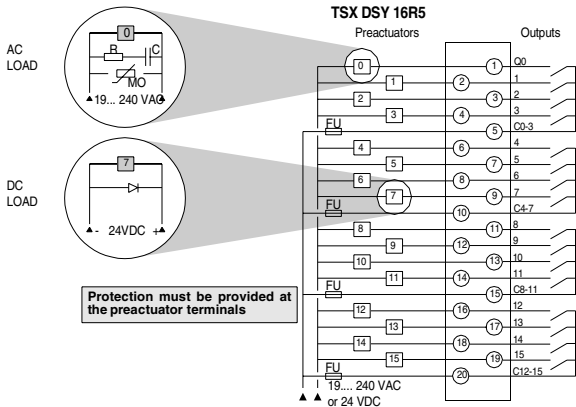 TSX DSY 16R5
Preactuators
Outputs
AC
LOAD
0
R
C
MO
19... 240 VAC
DC
LOAD
7
- 24VDC +
Protection must be provided at
the preactuator terminals
0 1 Q0
1 2 1
2 3 2
3 4 3
FU 5 C0-3
4 6 4
5 7 5
6 8 6
7 9 7
FU 10 C4-7
8 11 8
9 12 9
10 13 10
11 14 11
FU 15 C8-11
12 16 12
13 17 13
14 18 14
15 19 15
FU 20 C12-15
19.... 240 VAC
or 24 VDC